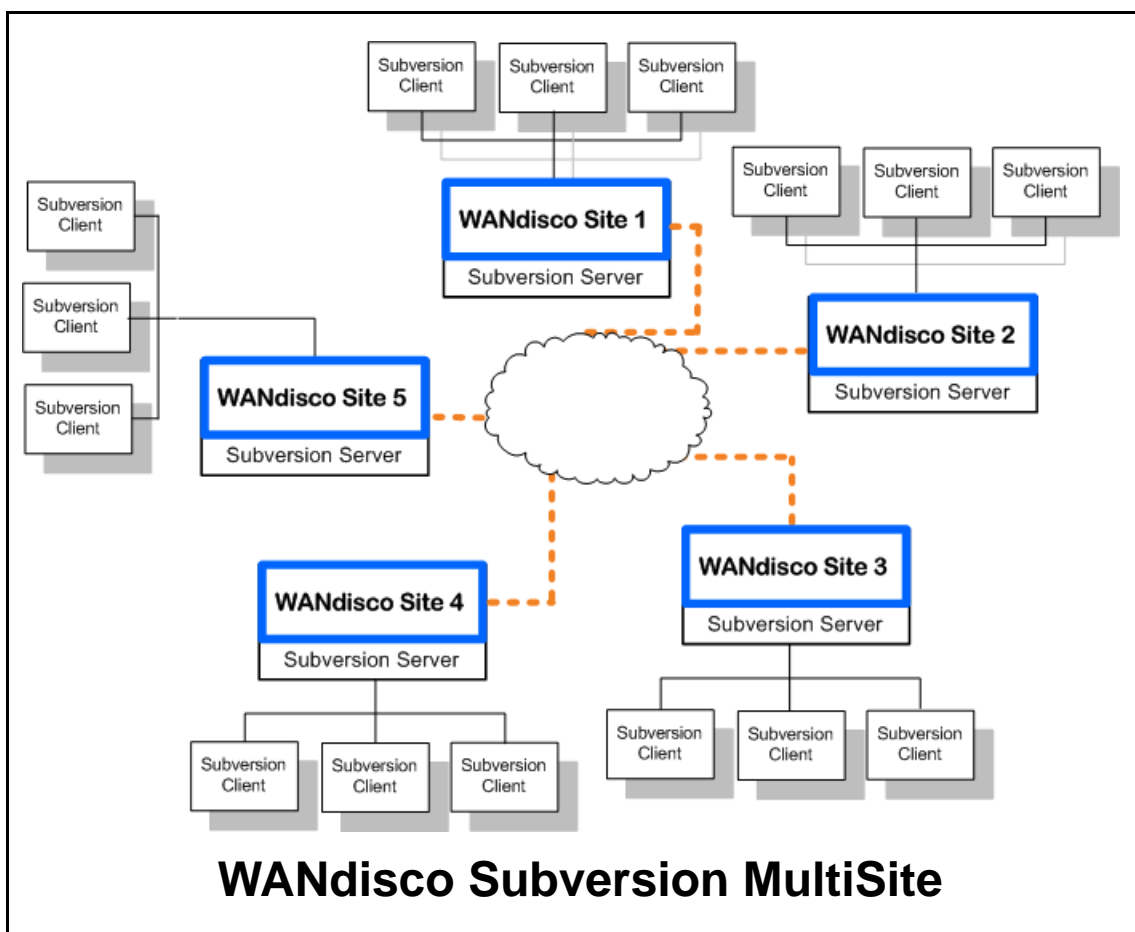 Subversion
Client
Subversion
Client
Subversion
Client
WANdisco Site 1
Subversion Server
Subversion
Client
Subversion
Client
Subversion
Client
WANdisco Site 2
Subversion Server
Subversion
Client
Subversion
Client
Subversion
Client
WANdisco Site 5
Subversion Server
WANdisco Site 3
Subversion Server
Subversion
Client
Subversion
Client
Subversion
Client
WANdisco Site 4
Subversion Server
Subversion
Client
Subversion
Client
Subversion
Client
WANdisco Subversion MultiSite